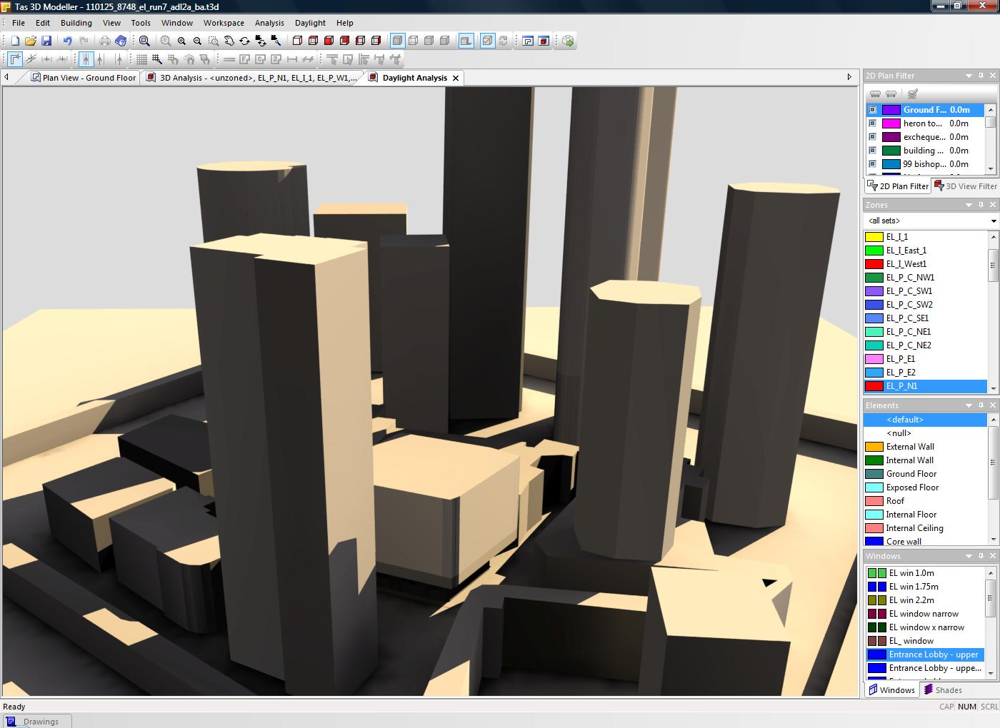 Tas 3D Modeller - 110125_8748_el_run7_adl2a_ba.t3d
File Edit Building View Tools Window Workspace Analysis Daylight Help
Plan View - Ground Floor
3D Analysis - <unzoned>, EL_P_N1, EL_I_1, EL_P_W1,...
Daylight Analysis
2D Plan Filter
Ground F... 0.0m
heron to... 0.0m
excheque... 0.0m
building ... 0.0m
99 bishop... 0.0m
2D Plan Filter
3D View Filter
Zones
<all sets>
EL_I_1
EL_I_East_1
EL_I_West1
EL_P_C_NW1
EL_P_C_SW1
EL_P_C_SW2
EL_P_C_SE1
EL_P_C_NE1
EL_P_C_NE2
EL_P_E1
EL_P_E2
EL_P_N1
Elements
<default>
<null>
External Wall
Internal Wall
Ground Floor
Exposed Floor
Roof
Internal Floor
Internal Ceiling
Core wall
Windows
EL win 1.0m
EL win 1.75m
EL win 2.2m
EL window narrow
EL window x narrow
EL_ window
Entrance Lobby - upper
Entrance Lobby - uppe...
Windows
Shades
Ready
CAP NUM SCRL
Drawings